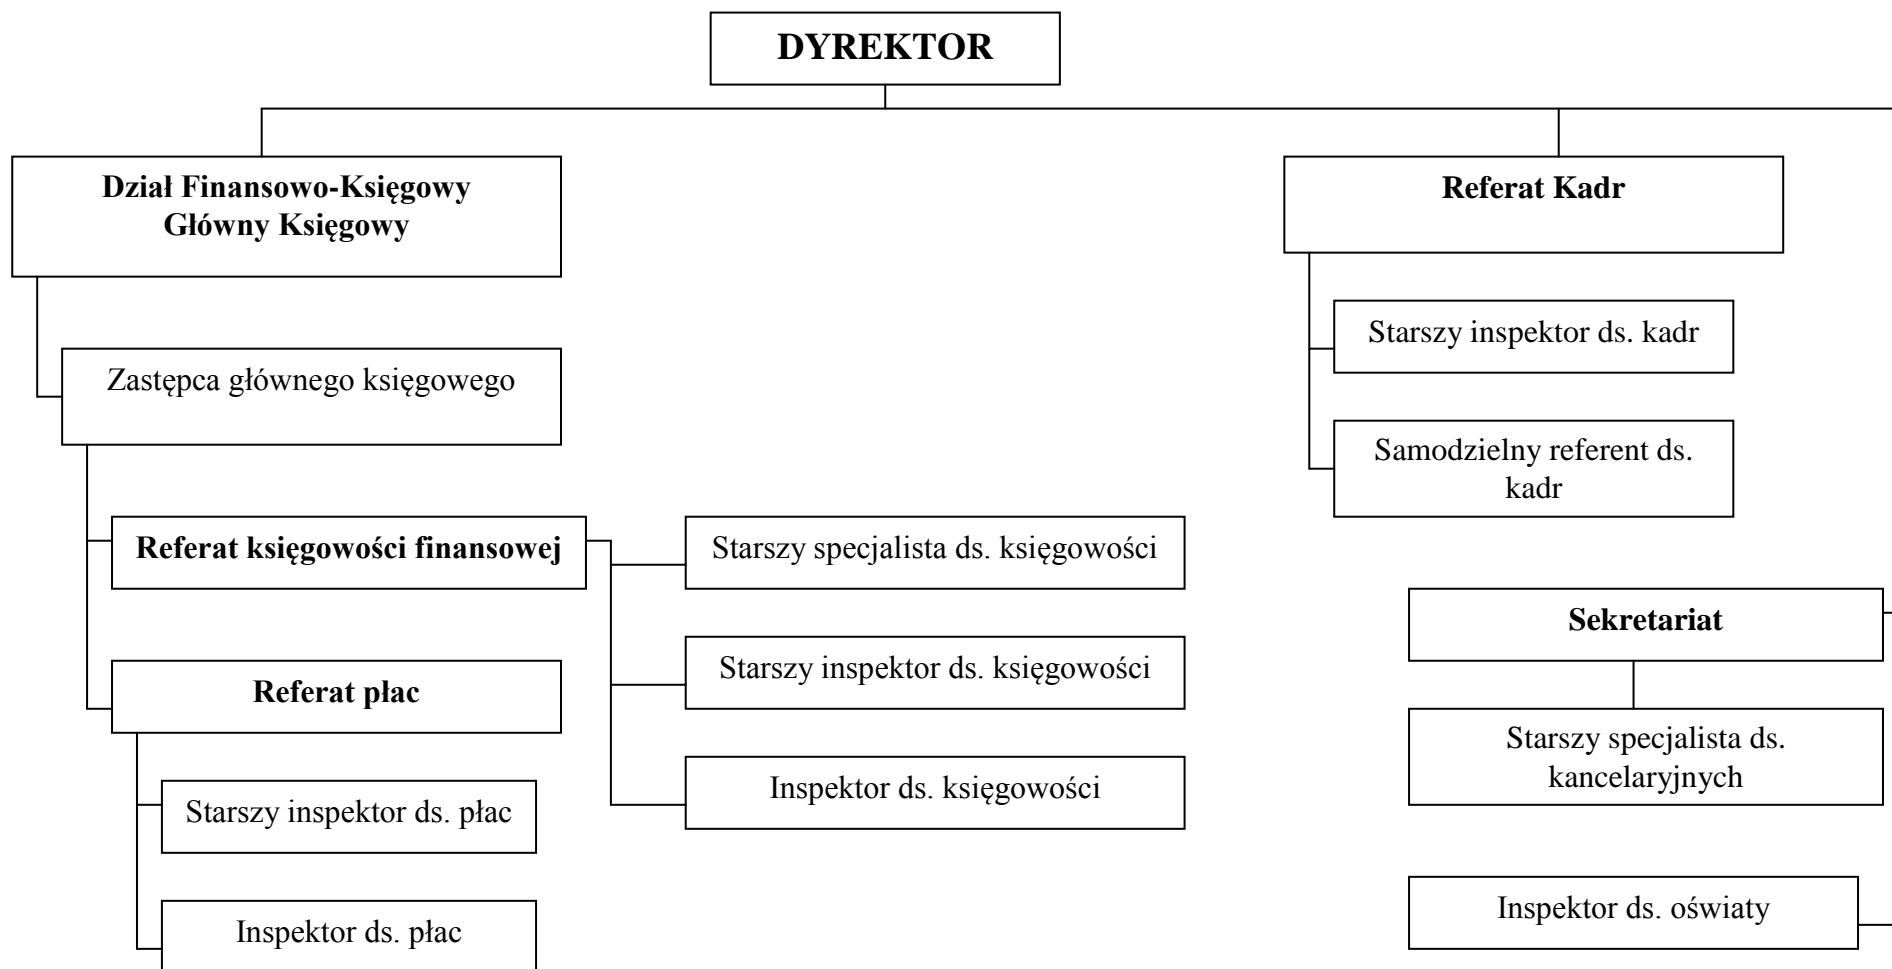 DYREKTOR
Dział Finansowo-Księgowy
Główny Księgowy
Referat Kadr
Starszy inspektor ds. kadr
Zastępca głównego księgowego
Samodzielny referent ds.
kadr
Referat księgowości finansowej
Starszy specjalista ds. księgowości
Sekretariat
Starszy inspektor ds. księgowości
Referat płac
Starszy specjalista ds.
kancelaryjnych
Inspektor ds. księgowości
Starszy inspektor ds. płac
Inspektor ds. oświaty
Inspektor ds. płac